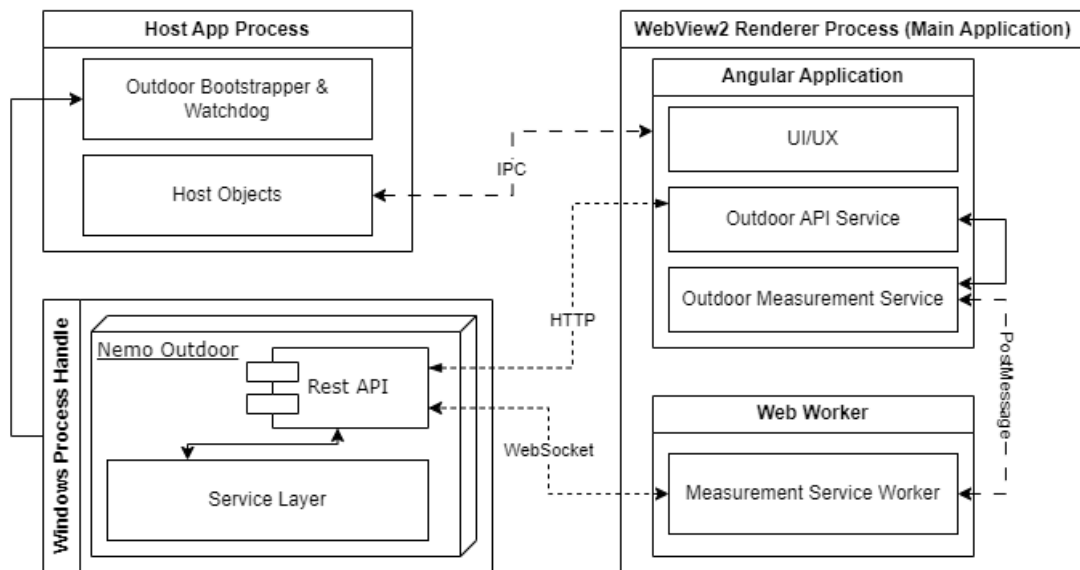 Host App Process
Outdoor Bootstrapper &
Watchdog
Host Objects
IPC
WebView2 Renderer Process (Main Application)
Angular Application
UI/UX
Outdoor API Service
Outdoor Measurement Service
HTTP
PostMessage
Windows Process Handle
Nemo Outdoor
Rest API
Service Layer
WebSocket
Web Worker
Measurement Service Worker